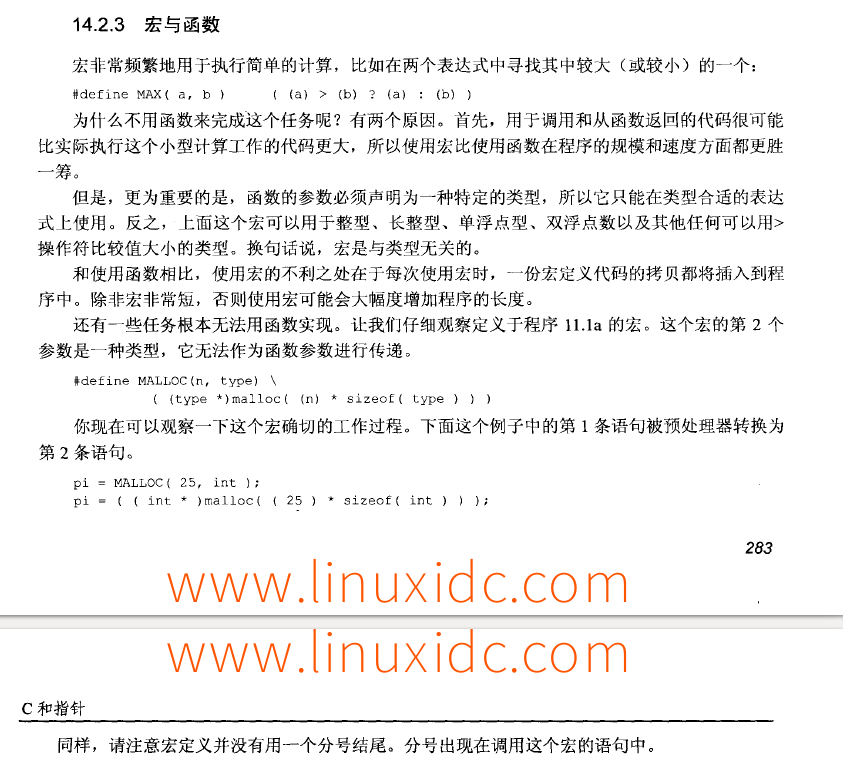 14.2.3 宏与函数
宏非常频繁地用于执行简单的计算，比如在两个表达式中寻找其中较大（或较小）的一个：
#define MAX( a, b ) ( (a) > (b) ? (a) : (b) )
为什么不用函数来完成这个任务呢？有两个原因。首先，用于调用和从函数返回的代码很可能
比实际执行这个小型计算工作的代码更大，所以使用宏比使用函数在程序的规模和速度方面都更胜
一筹。
但是，更为重要的是，函数的参数必须声明为一种特定的类型，所以它只能在类型合适的表达
式上使用。反之，上面这个宏可以用于整型、长整型、单浮点型、双浮点数以及其他任何可以用>
操作符比较值大小的类型。换句话说，宏是与类型无关的。
和使用函数相比，使用宏的不利之处在于每次使用宏时，一份宏定义代码的拷贝都将插入到程
序中。除非宏非常短，否则使用宏可能会大幅度增加程序的长度。
还有一些任务根本无法用函数实现。让我们仔细观察定义于程序 11.1a 的宏。这个宏的第 2 个
参数是一种类型，它无法作为函数参数进行传递。
#define MALLOC(n, type) \
( (type *)malloc( (n) * sizeof( type ) ) )
你现在可以观察一下这个宏确切的工作过程。下面这个例子中的第 1 条语句被预处理器转换为
第 2 条语句。
pi = MALLOC( 25, int );
pi = ( ( int * )malloc( ( 25 ) * sizeof( int ) ) );
283
www.linuxidc.com
www.linuxidc.com
C 和指针
同样，请注意宏定义并没有用一个分号结尾。分号出现在调用这个宏的语句中。